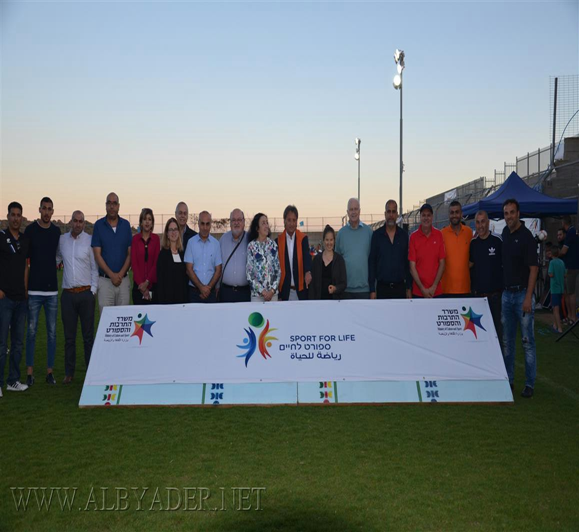 משרד
התרבות
והספורט
SPORT FOR LIFE
ספורט לחיים
رياضة للحياة
משרד
התרבות
והספורט
WWW.ALBYADER.NET